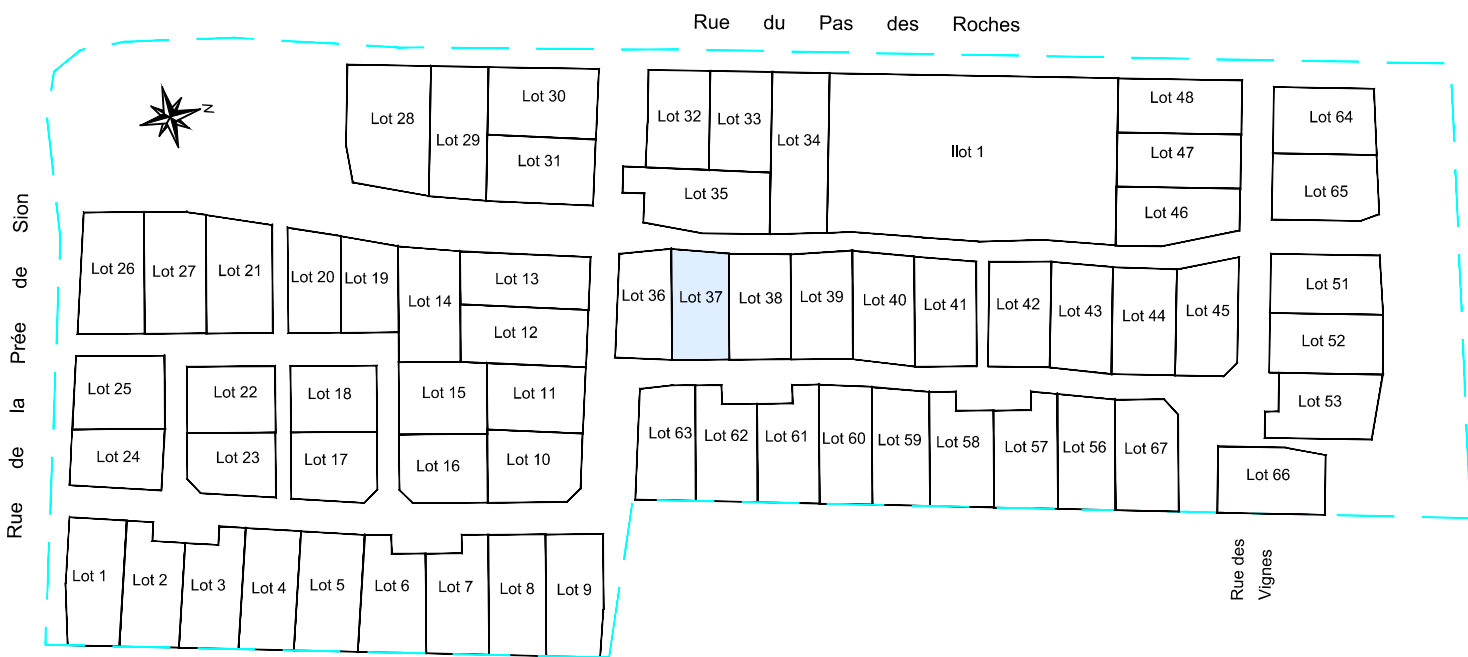 Rue du Pas des Roches
N
Lot 28
Lot 29
Lot 30
Lot 31
Lot 32
Lot 33
Lot 34
Lot 35
Ilot 1
Lot 48
Lot 47
Lot 46
Lot 64
Lot 65
Rue de la Prée de Sion
Lot 26
Lot 27
Lot 21
Lot 20
Lot 19
Lot 14
Lot 13
Lot 12
Lot 36
Lot 37
Lot 38
Lot 39
Lot 40
Lot 41
Lot 42
Lot 43
Lot 44
Lot 45
Lot 51
Lot 52
Lot 53
Lot 25
Lot 24
Lot 22
Lot 23
Lot 18
Lot 17
Lot 15
Lot 16
Lot 11
Lot 10
Lot 63
Lot 62
Lot 61
Lot 60
Lot 59
Lot 58
Lot 57
Lot 56
Lot 67
Lot 66
Lot 1
Lot 2
Lot 3
Lot 4
Lot 5
Lot 6
Lot 7
Lot 8
Lot 9
Rue des
Vignes